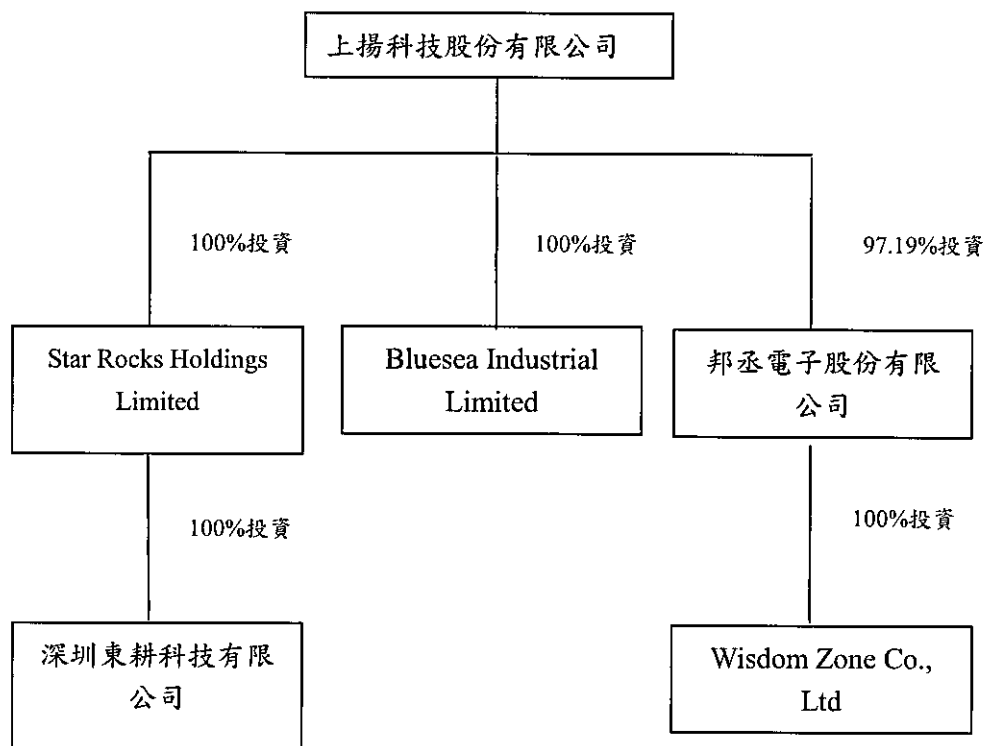 上揚科技股份有限公司
100%投資
100%投資
97.19%投資
Star Rocks Holdings
Limited
Bluesea Industrial
Limited
邦丞電子股份有限
公司
100%投資
100%投資
深圳東耕科技有限
公司
Wisdom Zone Co.,
Ltd